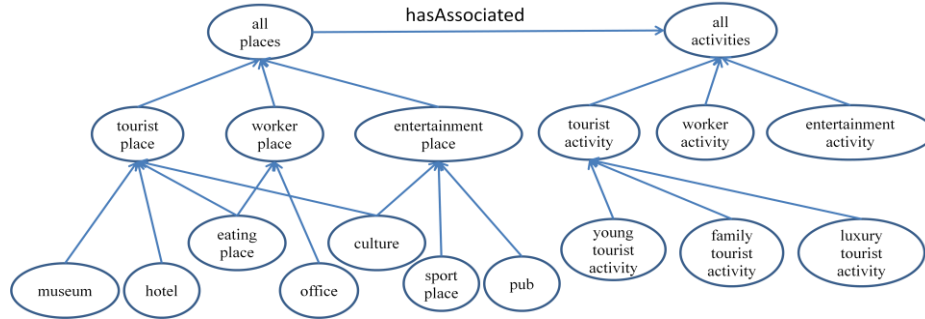 hasAssociated
all
places
all
activities
tourist
place
worker
place
entertainment
place
tourist
activity
worker
activity
entertainment
activity
eating
place
culture
young
tourist
activity
family
tourist
activity
luxury
tourist
activity
museum
hotel
office
sport
place
pub